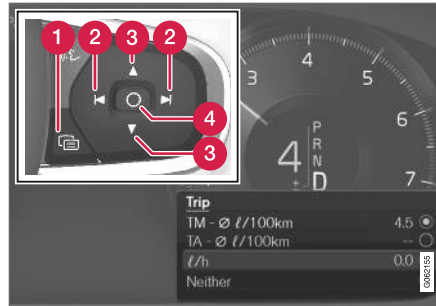 1 2 3 2
4
3
3
4
5
6
7
4
±
P
R
N
D
Trip
TM - Ø ℓ/100km 4.5
TA - Ø ℓ/100km --
ℓ/h 0.0
Neither
G062155